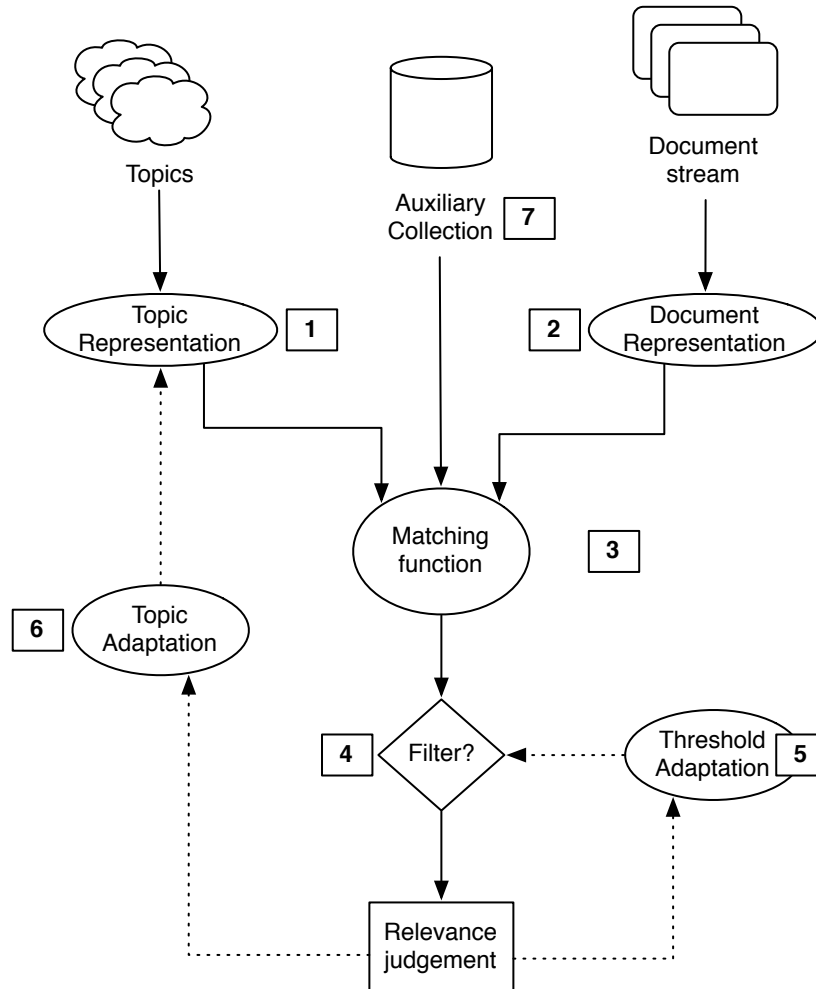 Topics
Document
stream
Auxiliary
Collection
7
Topic
Representation
1
2
Document
Representation
Matching
function
3
6
Topic
Adaptation
4
Filter?
Threshold
Adaptation
5
Relevance
judgement